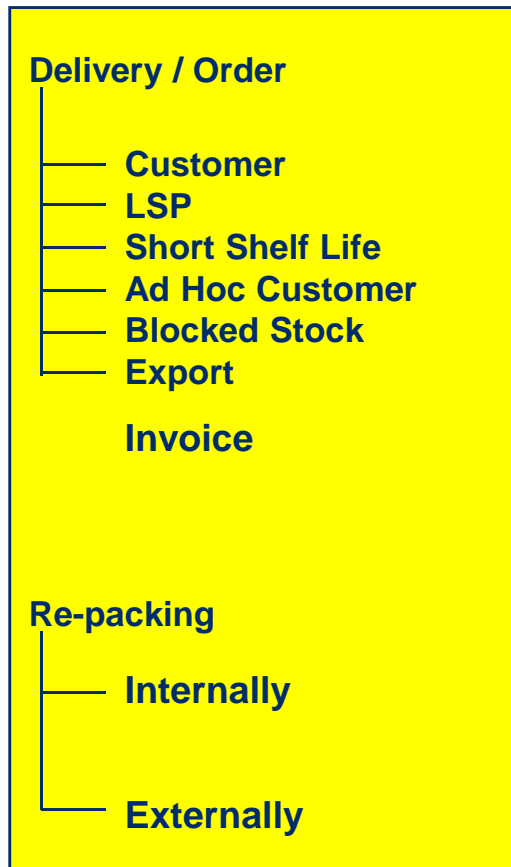 Delivery / Order
Customer
LSP
Short Shelf Life
Ad Hoc Customer
Blocked Stock
Export
Invoice
Re-packing
Internally
Externally